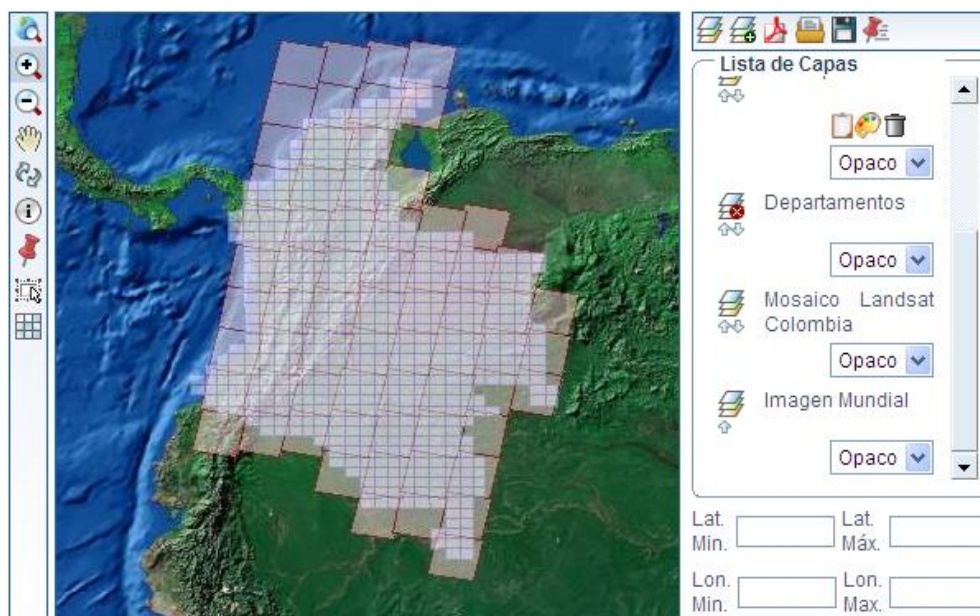 Lista de Capas
Opaco
Departamentos
Opaco
Mosaico Landsat
Colombia
Opaco
Imagen Mundial
Opaco
Lat.
Min.
Lat.
Máx.
Lon.
Min.
Lon.
Max.